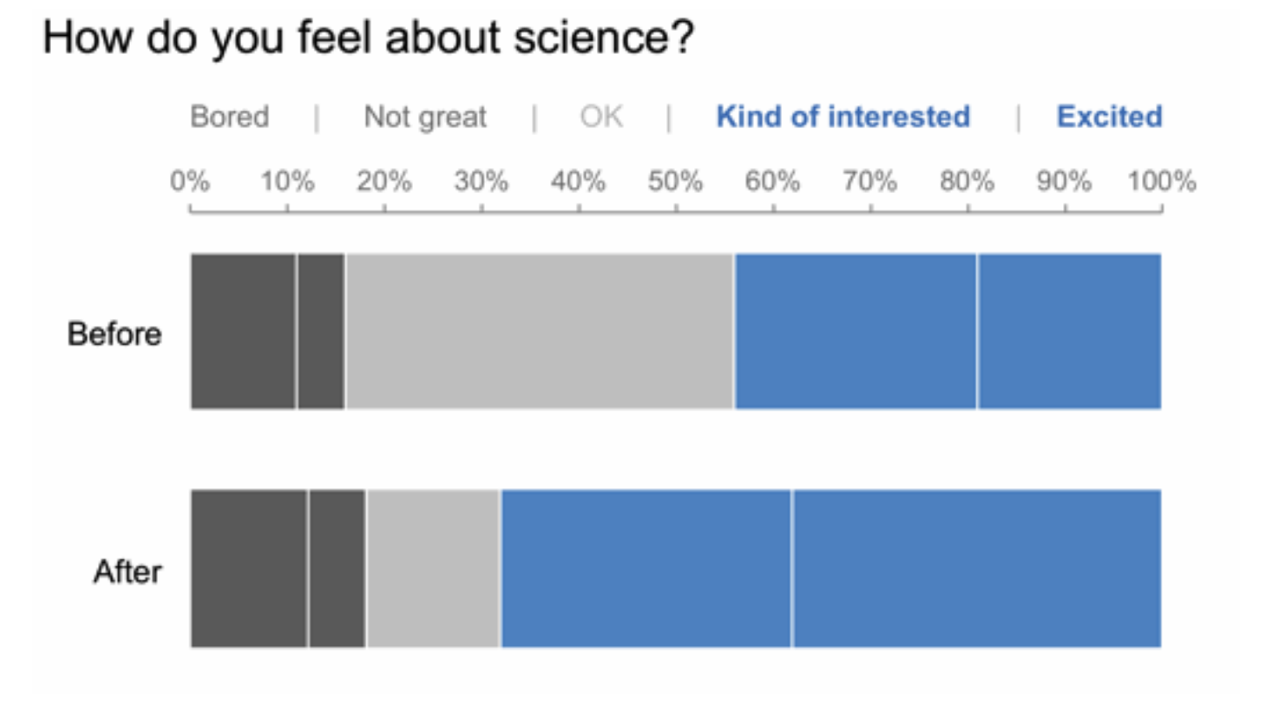 How do you feel about science?
Bored | Not great | OK | Kind of interested | Excited
0% 10% 20% 30% 40% 50% 60% 70% 80% 90% 100%
Before
After